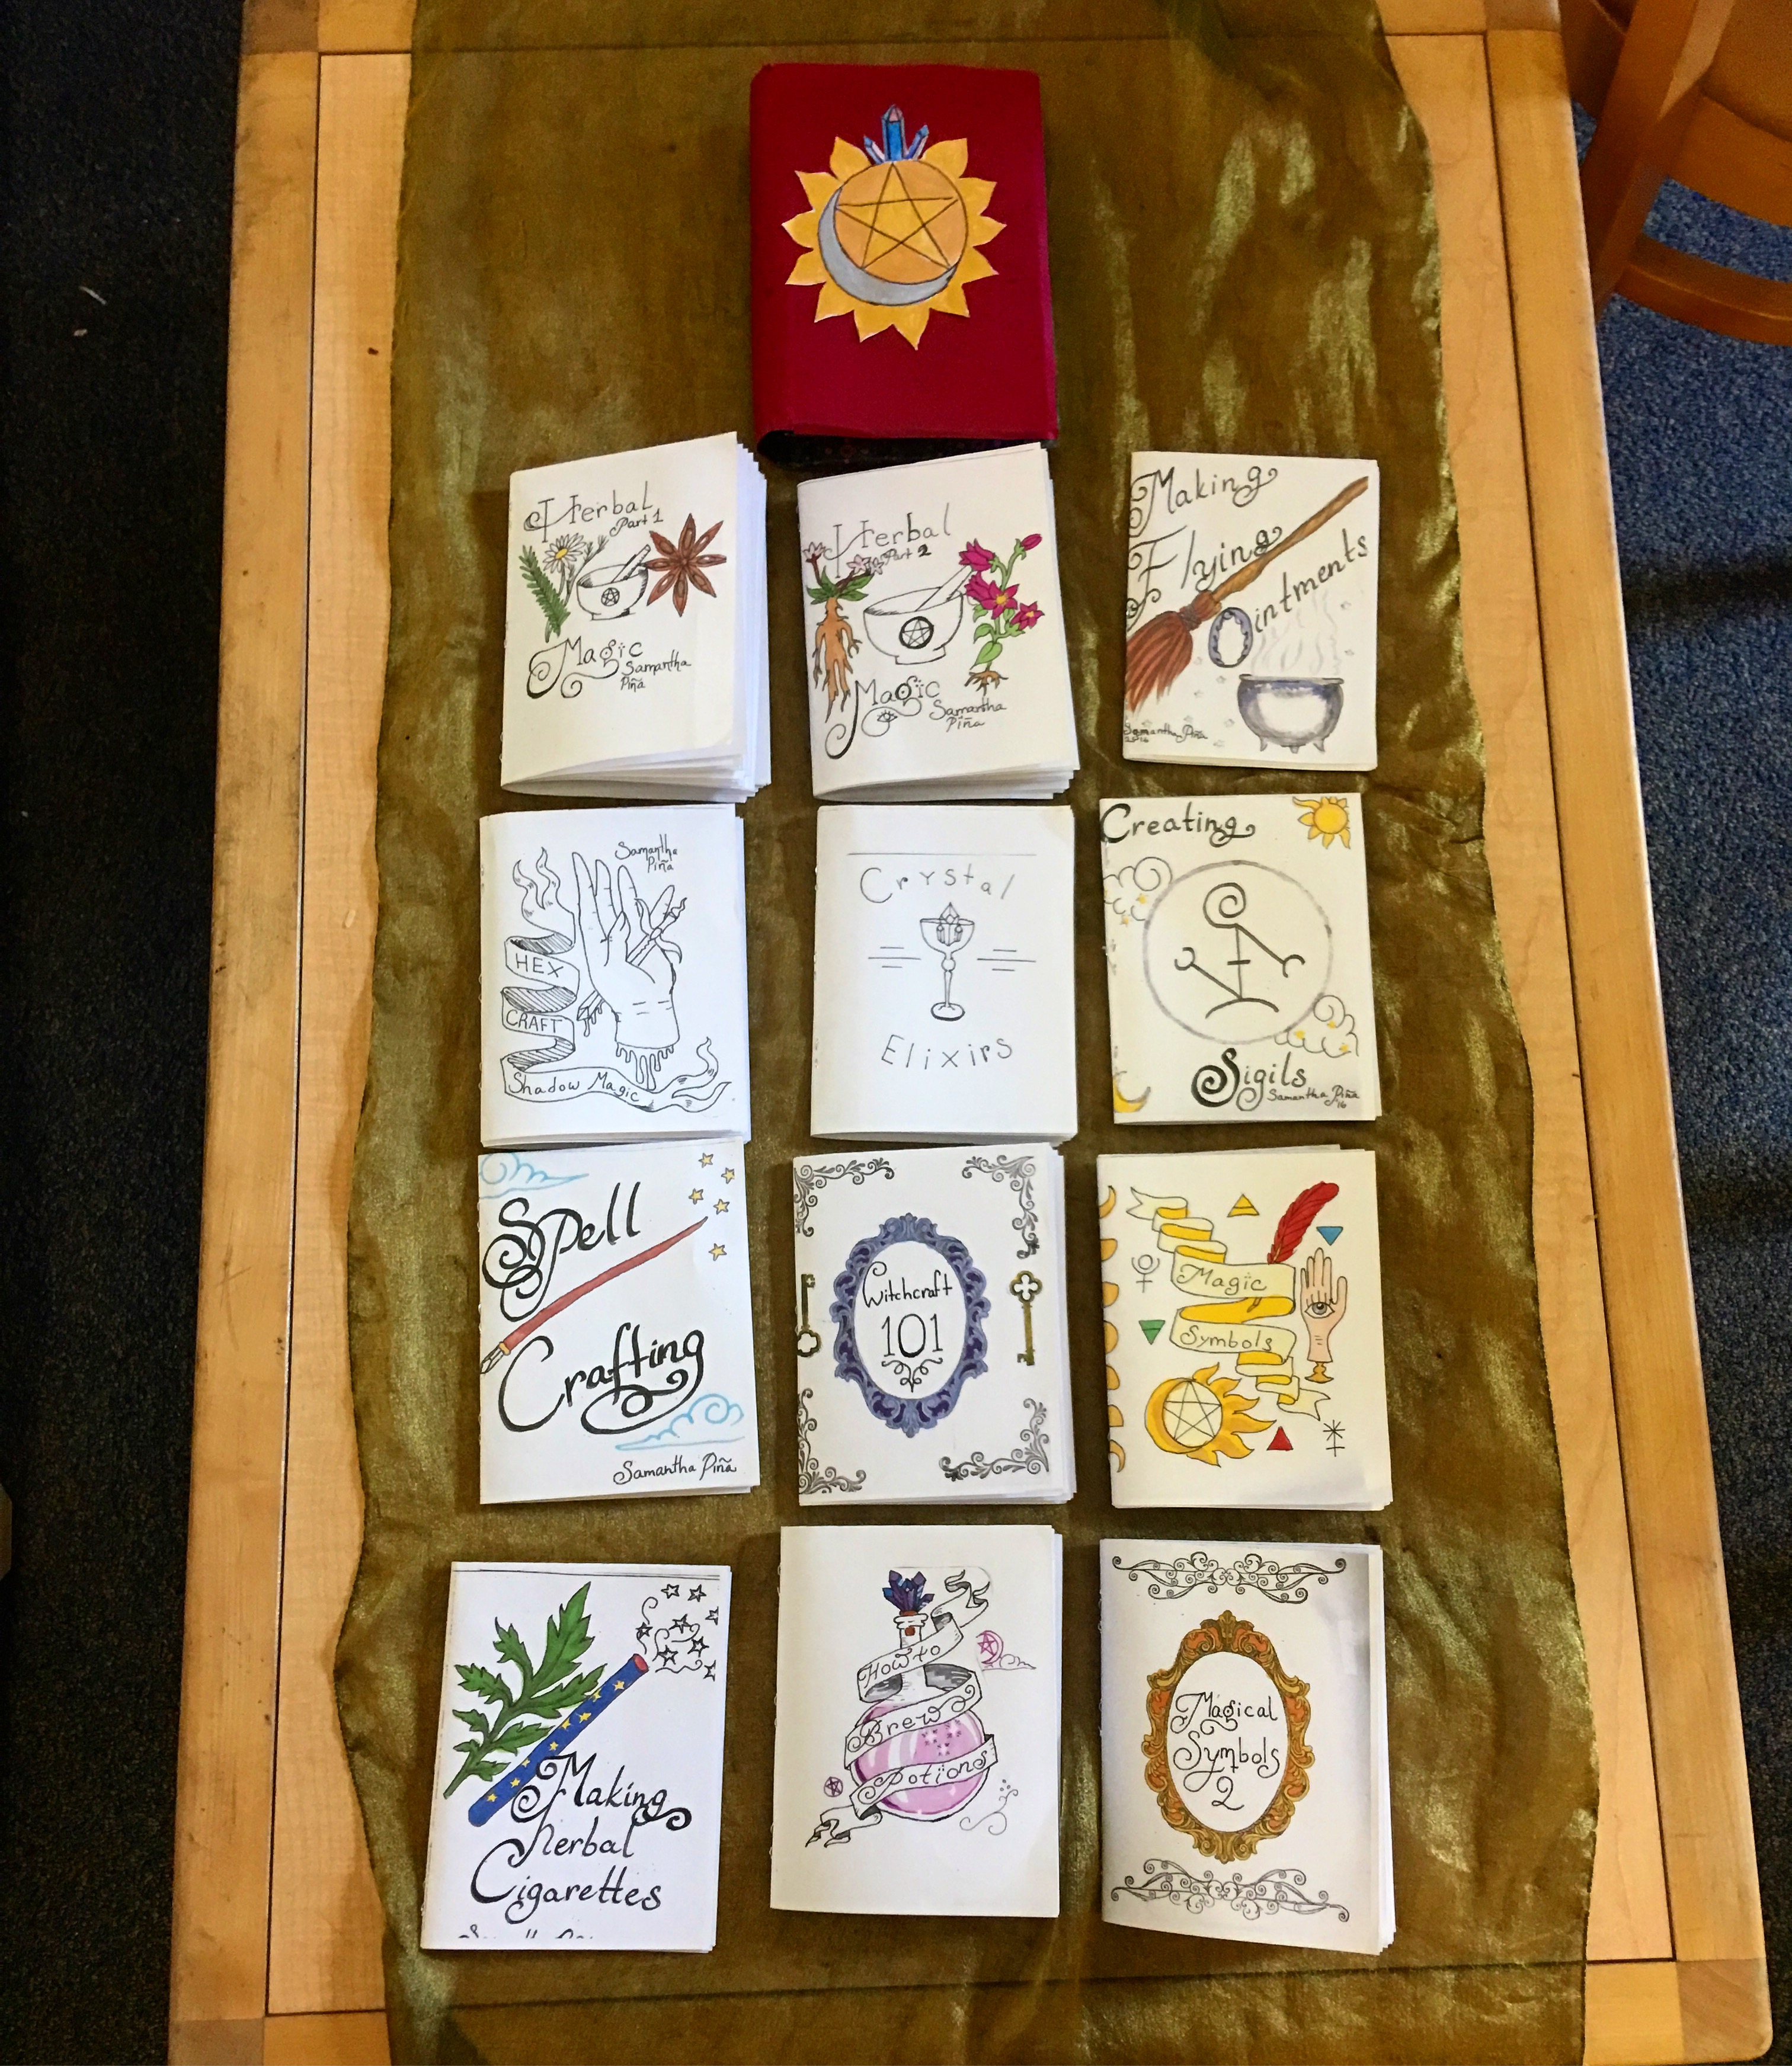 Herbal
Part 1
Magic
Samantha
Piña
Herbal
Part 2
Magic
Samantha
Piña
Making
Flying
Ointments
Samantha Piña
Samantha
Piña
HEX
CRAFT
Shadow Magic
Crystal
Elixirs
Creating
Sigils
Samantha Piña
16
Spell
Crafting
Samantha Piña
Witchcraft
101
Magic
Symbols
Making
herbal
Cigarettes
How to
Brew
Potions
Magical
Symbols
2